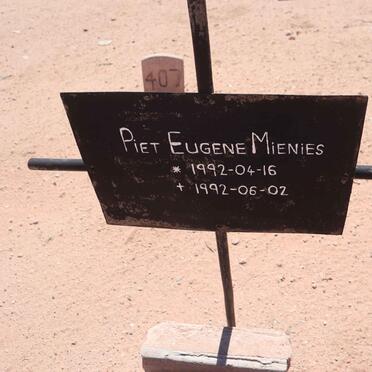 407
PIET EUGENE MIENIES
* 1992-04-16
+ 1992-06-02